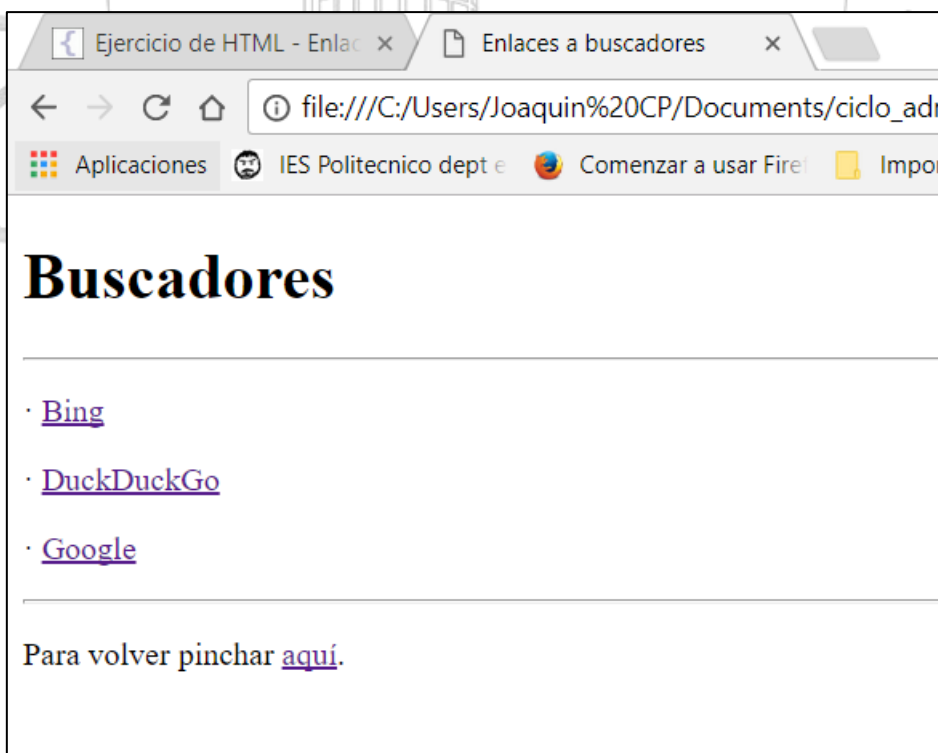 Ejercicio de HTML - Enlac
Enlaces a buscadores
file:///C:/Users/Joaquin%20CP/Documents/ciclo_adr
Aplicaciones
IES Politecnico dept e
Comenzar a usar Firef
Impor
Buscadores
· Bing
· DuckDuckGo
· Google
Para volver pinchar aquí.